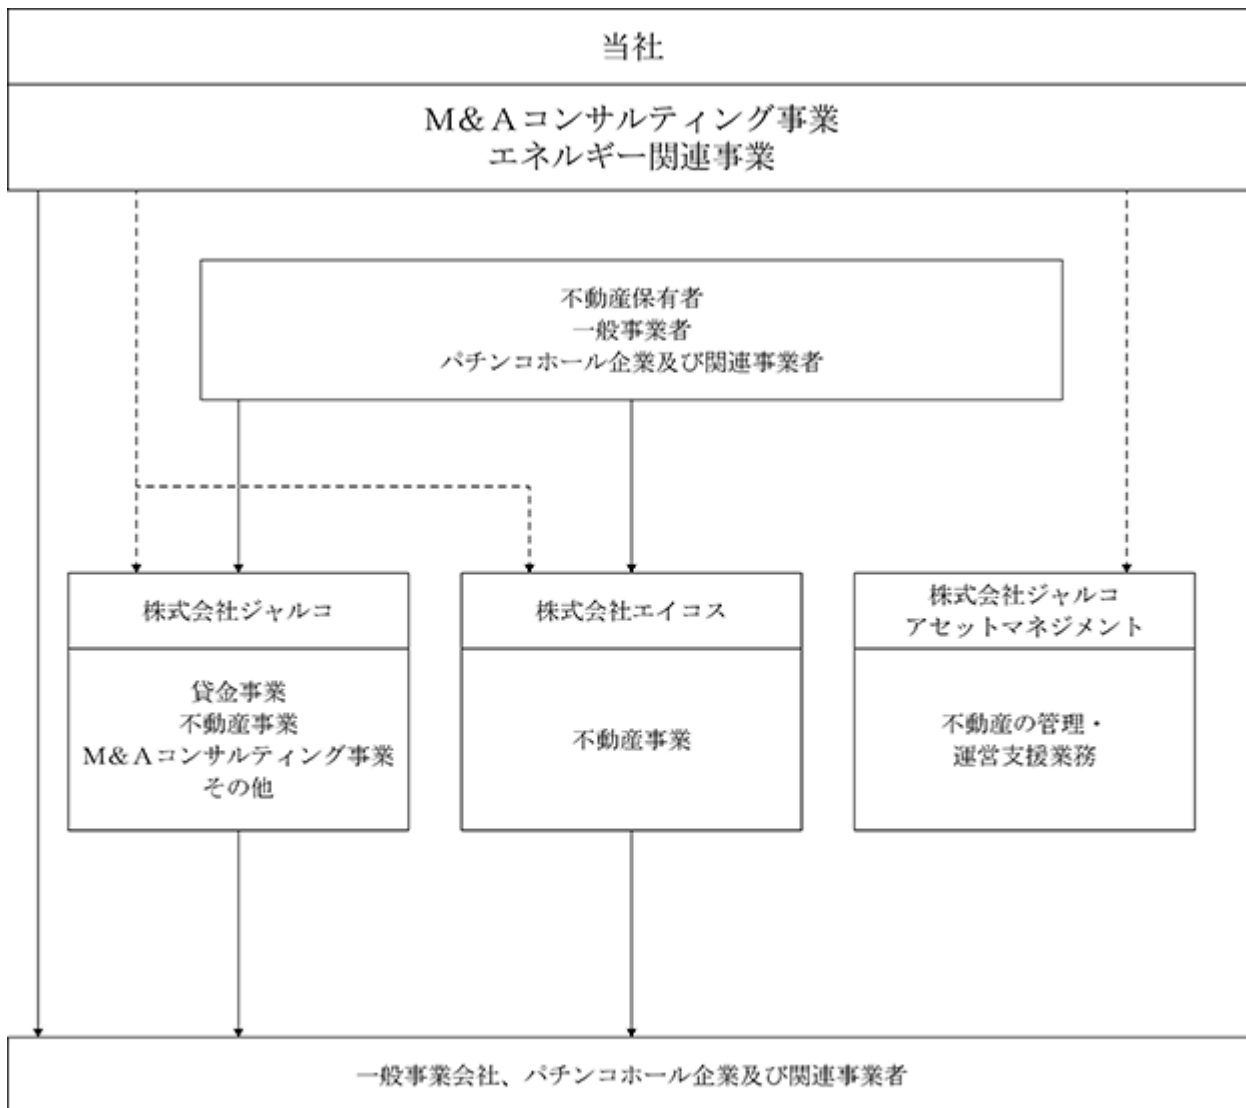 当社
Ｍ＆Ａコンサルティング事業
エネルギー関連事業
不動産保有者
一般事業者
パチンコホール企業及び関連事業者
株式会社ジャルコ
貸金事業
不動産事業
Ｍ＆Ａコンサルティング事業
その他
株式会社エイコス
不動産事業
株式会社ジャルコ
アセットマネジメント
不動産の管理・
運営支援業務
一般事業会社、パチンコホール企業及び関連事業者